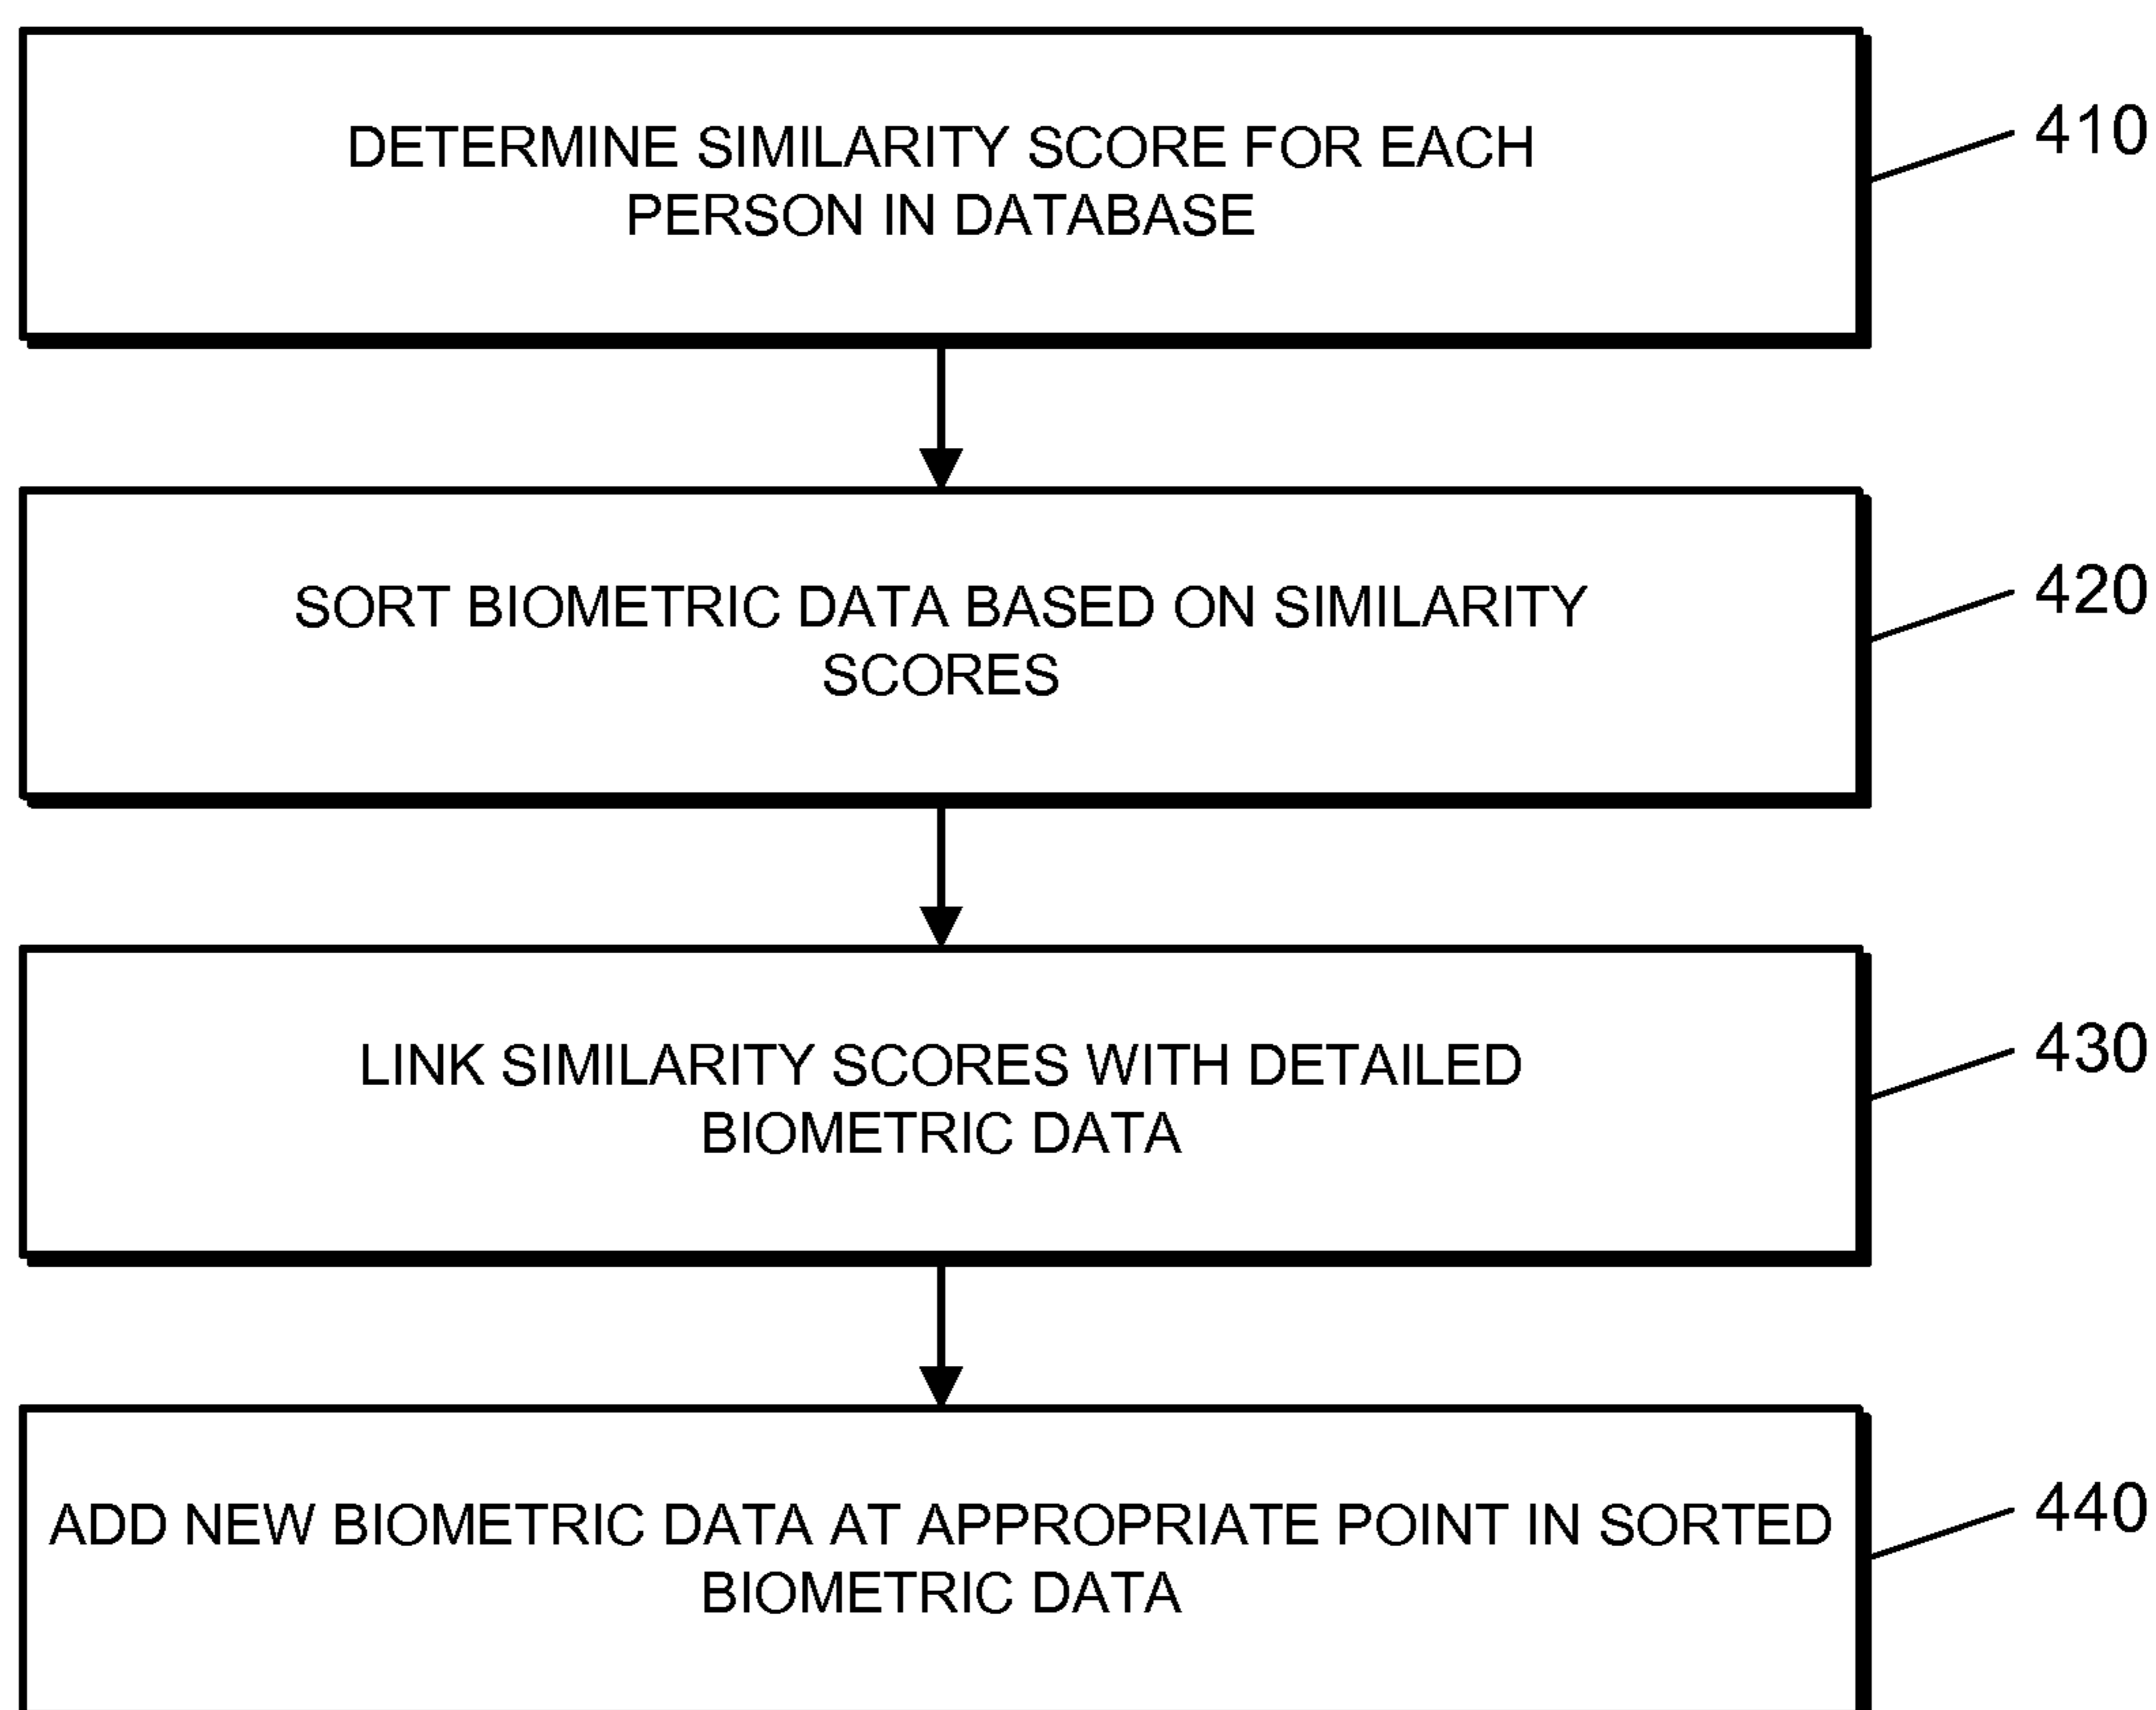 DETERMINE SIMILARITY SCORE FOR EACH
PERSON IN DATABASE
410
SORT BIOMETRIC DATA BASED ON SIMILARITY
SCORES
420
LINK SIMILARITY SCORES WITH DETAILED
BIOMETRIC DATA
430
ADD NEW BIOMETRIC DATA AT APPROPRIATE POINT IN SORTED
BIOMETRIC DATA
440